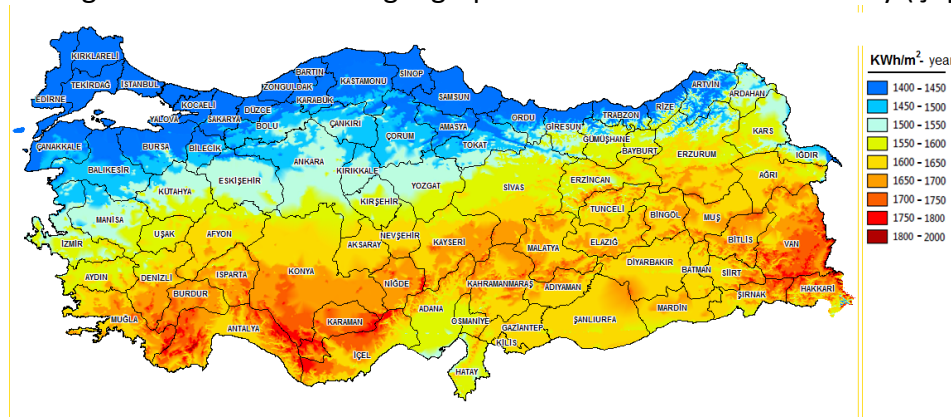 KIRKLARELİ
TEKİRDAĞ
İSTANBUL
EDİRNE
KOCAELİ
YALOVA
SAKARYA
DÜZCE
ZONGULDAK
BARTIN
KARABÜK
KASTAMONU
SİNOP
SAMSUN
BOLU
ÇANKIRI
ÇORUM
AMASYA
ORDU
GİRESUN
TRABZON
RİZE
ARTVİN
ARDAHAN
ÇANAKKALE
BURSA
BİLECİK
TOKAT
GÜMÜŞHANE
BAYBURT
ERZURUM
KARS
IĞDIR
BALIKESİR
KÜTAHYA
ESKİŞEHİR
ANKARA
KIRIKKALE
YOZGAT
SİVAS
ERZİNCAN
AĞRI
MANİSA
UŞAK
AFYON
KIRŞEHİR
TUNCELİ
BİNGÖL
MUŞ
İZMİR
AKSARAY
NEVŞEHİR
KAYSERİ
MALATYA
ELAZIĞ
BİTLİS
VAN
AYDIN
DENİZLİ
ISPARTA
KONYA
NİĞDE
DİYARBAKIR
BATMAN
SİİRT
BURDUR
KAHRAMANMARAŞ
ADIYAMAN
ŞIRNAK
HAKKARİ
MUĞLA
ANTALYA
KARAMAN
ADANA
OSMANİYE
GAZİANTEP
ŞANLIURFA
MARDİN
İÇEL
KİLİS
HATAY
KWh/m²- year
1400 - 1450
1450 - 1500
1500 - 1550
1550 - 1600
1600 - 1650
1650 - 1700
1700 - 1750
1750 - 1800
1800 - 2000